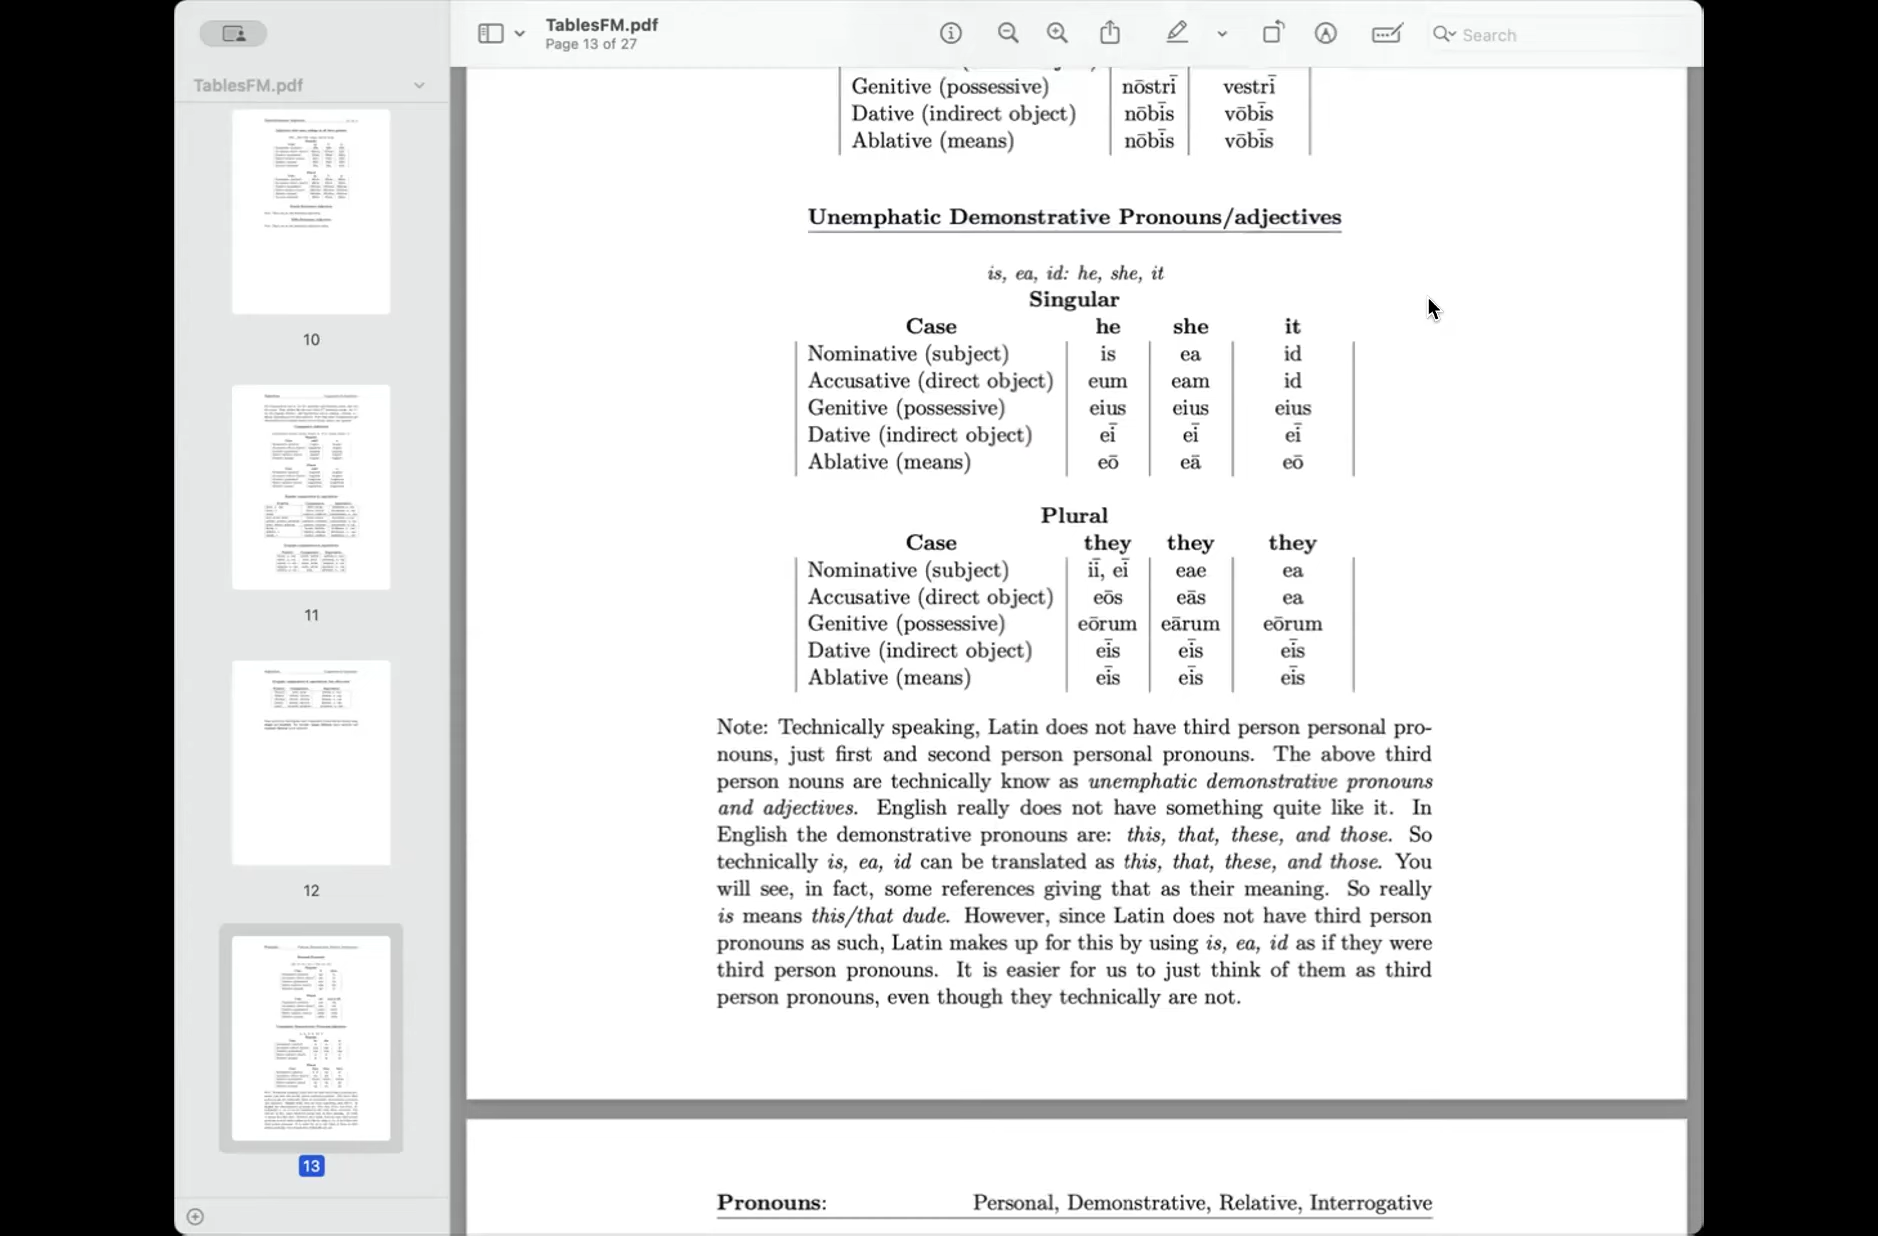 TablesFM.pdf
Page 13 of 27
Search
TablesFM.pdf
10
11
12
13
Genitive (possessive) nōstrī vestrī
Dative (indirect object) nōbīs vōbīs
Ablative (means) nōbīs vōbīs
Unemphatic Demonstrative Pronouns/adjectives
is, ea, id: he, she, it
Singular
Case he she it
Nominative (subject) is ea id
Accusative (direct object) eum eam id
Genitive (possessive) eius eius eius
Dative (indirect object) eī eī eī
Ablative (means) eō eā eō
Plural
Case they they they
Nominative (subject) iī, eī eae ea
Accusative (direct object) eōs eās ea
Genitive (possessive) eōrum eārum eōrum
Dative (indirect object) eīs eīs eīs
Ablative (means) eīs eīs eīs
Note: Technically speaking, Latin does not have third person personal pro-
nouns, just first and second person personal pronouns. The above third
person nouns are technically know as unemphatic demonstrative pronouns
and adjectives. English really does not have something quite like it. In
English the demonstrative pronouns are: this, that, these, and those. So
technically is, ea, id can be translated as this, that, these, and those. You
will see, in fact, some references giving that as their meaning. So really
is means this/that dude. However, since Latin does not have third person
pronouns as such, Latin makes up for this by using is, ea, id as if they were
third person pronouns. It is easier for us to just think of them as third
person pronouns, even though they technically are not.
Pronouns: Personal, Demonstrative, Relative, Interrogative